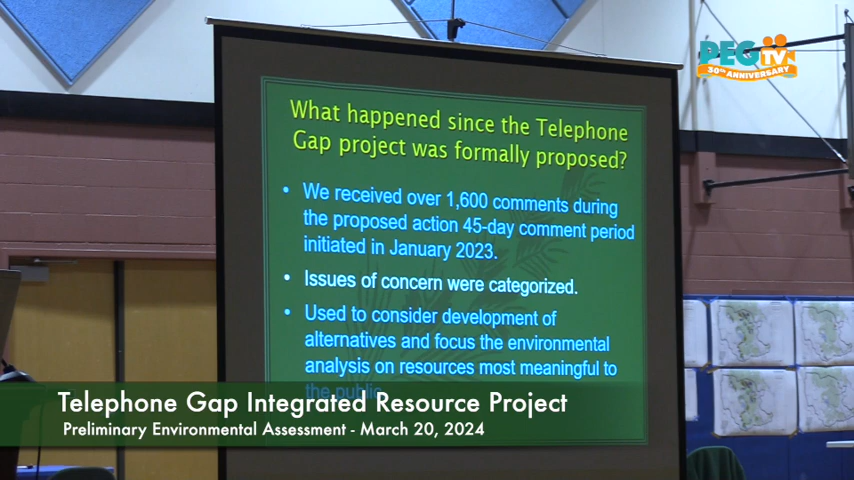 PEG TV
30TH ANNIVERSARY
What happened since the Telephone
Gap project was formally proposed?
• We received over 1,600 comments during
the proposed action 45-day comment period
initiated in January 2023.
• Issues of concern were categorized.
• Used to consider development of
alternatives and focus the environmental
analysis on resources most meaningful to
the public.
Telephone Gap Integrated Resource Project
Preliminary Environmental Assessment - March 20, 2024